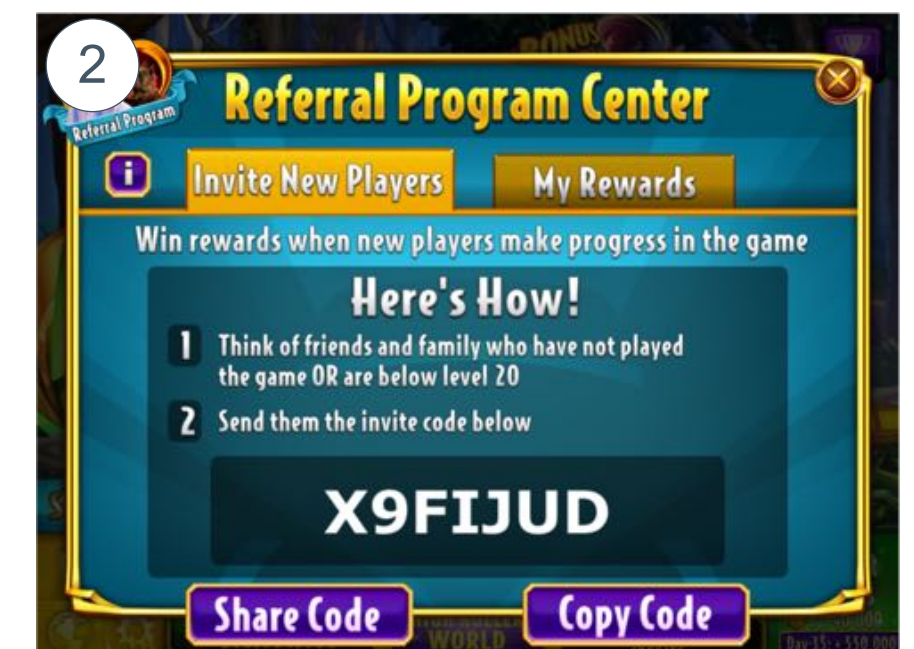 2
BONUS
Referral Program
Referral Program Center
i
Invite New Players
My Rewards
Win rewards when new players make progress in the game
Here's How!
1 Think of friends and family who have not played
the game OR are below level 20
2 Send them the invite code below
X9FIJUD
Share Code
Copy Code
WORLD